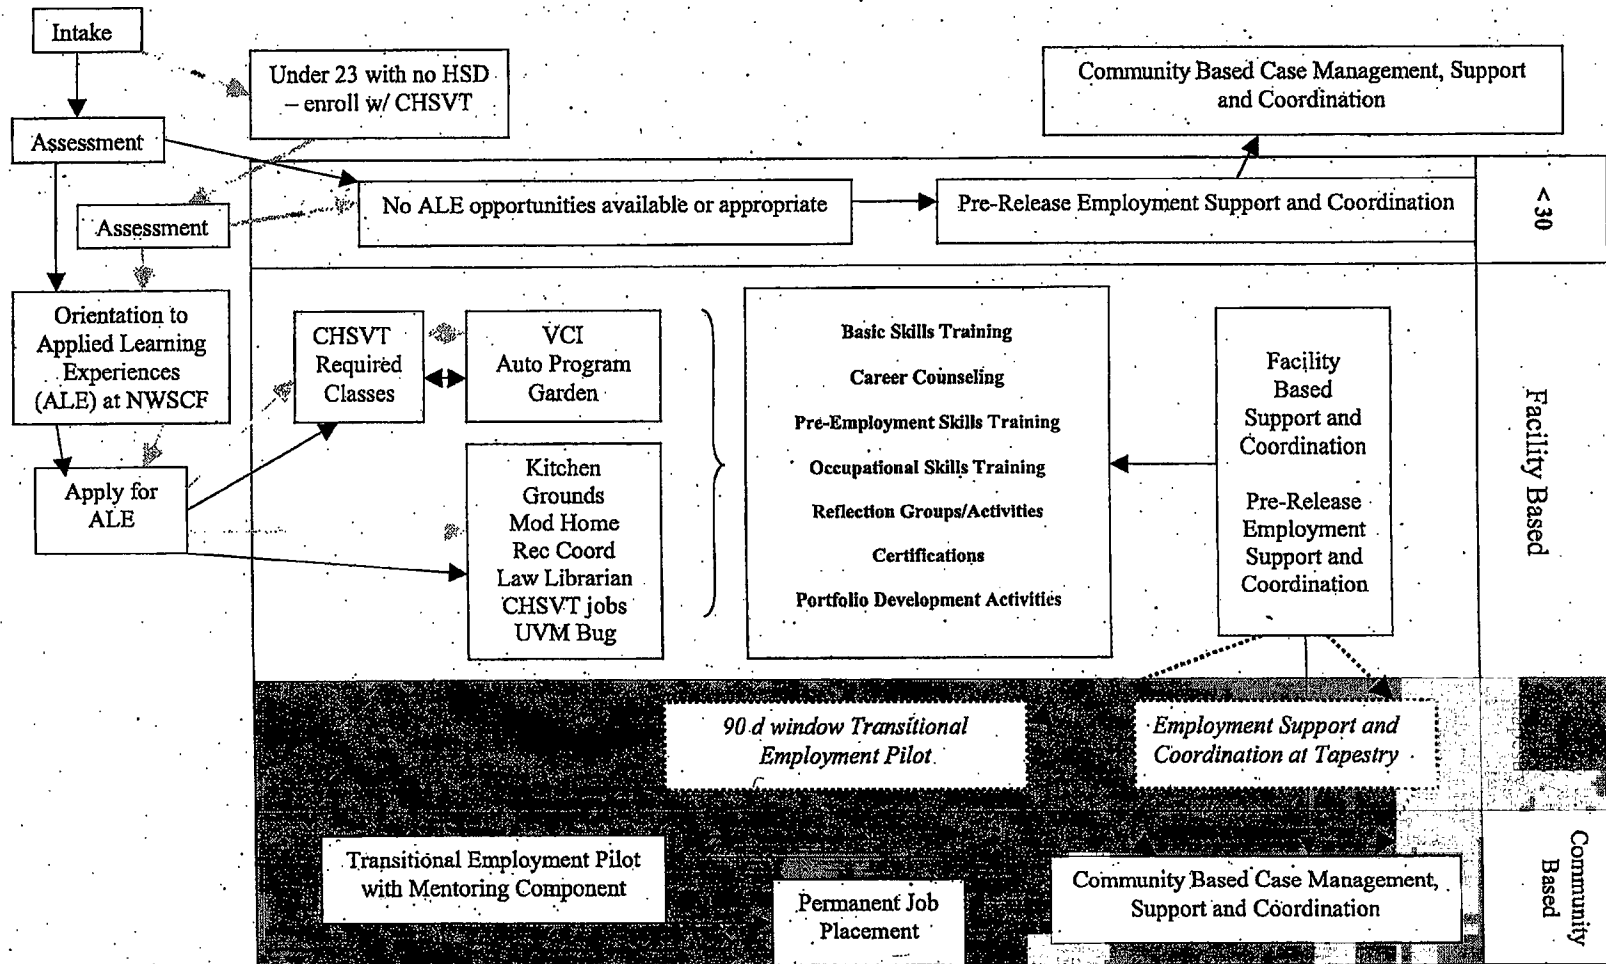 Intake
Under 23 with no HSD
– enroll w/ CHSVT
Community Based Case Management, Support
and Coordination
Assessment
No ALE opportunities available or appropriate
Pre-Release Employment Support and Coordination
< 30
Assessment
Orientation to
Applied Learning
Experiences
(ALE) at NWSCF
CHSVT
Required
Classes
VCI
Auto Program
Garden
Basic Skills Training
Career Counseling
Pre-Employment Skills Training
Occupational Skills Training
Reflection Groups/Activities
Certifications
Portfolio Development Activities
Facility
Based
Support and
Coordination
Pre-Release
Employment
Support and
Coordination
Facility Based
Apply for
ALE
Kitchen
Grounds
Mod Home
Rec Coord
Law Librarian
CHSVT jobs
UVM Bug
90 d window Transitional
Employment Pilot
Employment Support and
Coordination at Tapestry
Transitional Employment Pilot
with Mentoring Component
Permanent Job
Placement
Community Based Case Management,
Support and Coordination
Community
Based